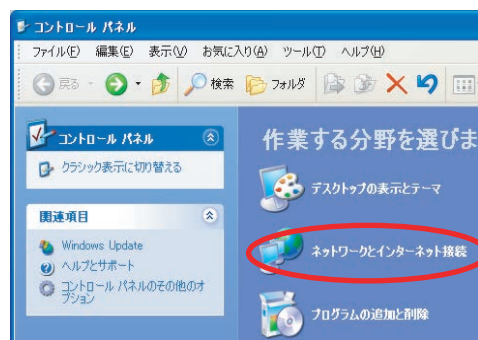 コントロール パネル
ファイル(F) 編集(E) 表示(V) お気に入り(A) ツール(T) ヘルプ(H)
戻る 検索 フォルダ
コントロール パネル
クラシック表示に切り替える
関連項目
Windows Update
ヘルプとサポート
コントロール パネルのその他のオ
プション
作業する分野を選びま
デスクトップの表示とテーマ
ネットワークとインターネット接続
プログラムの追加と削除